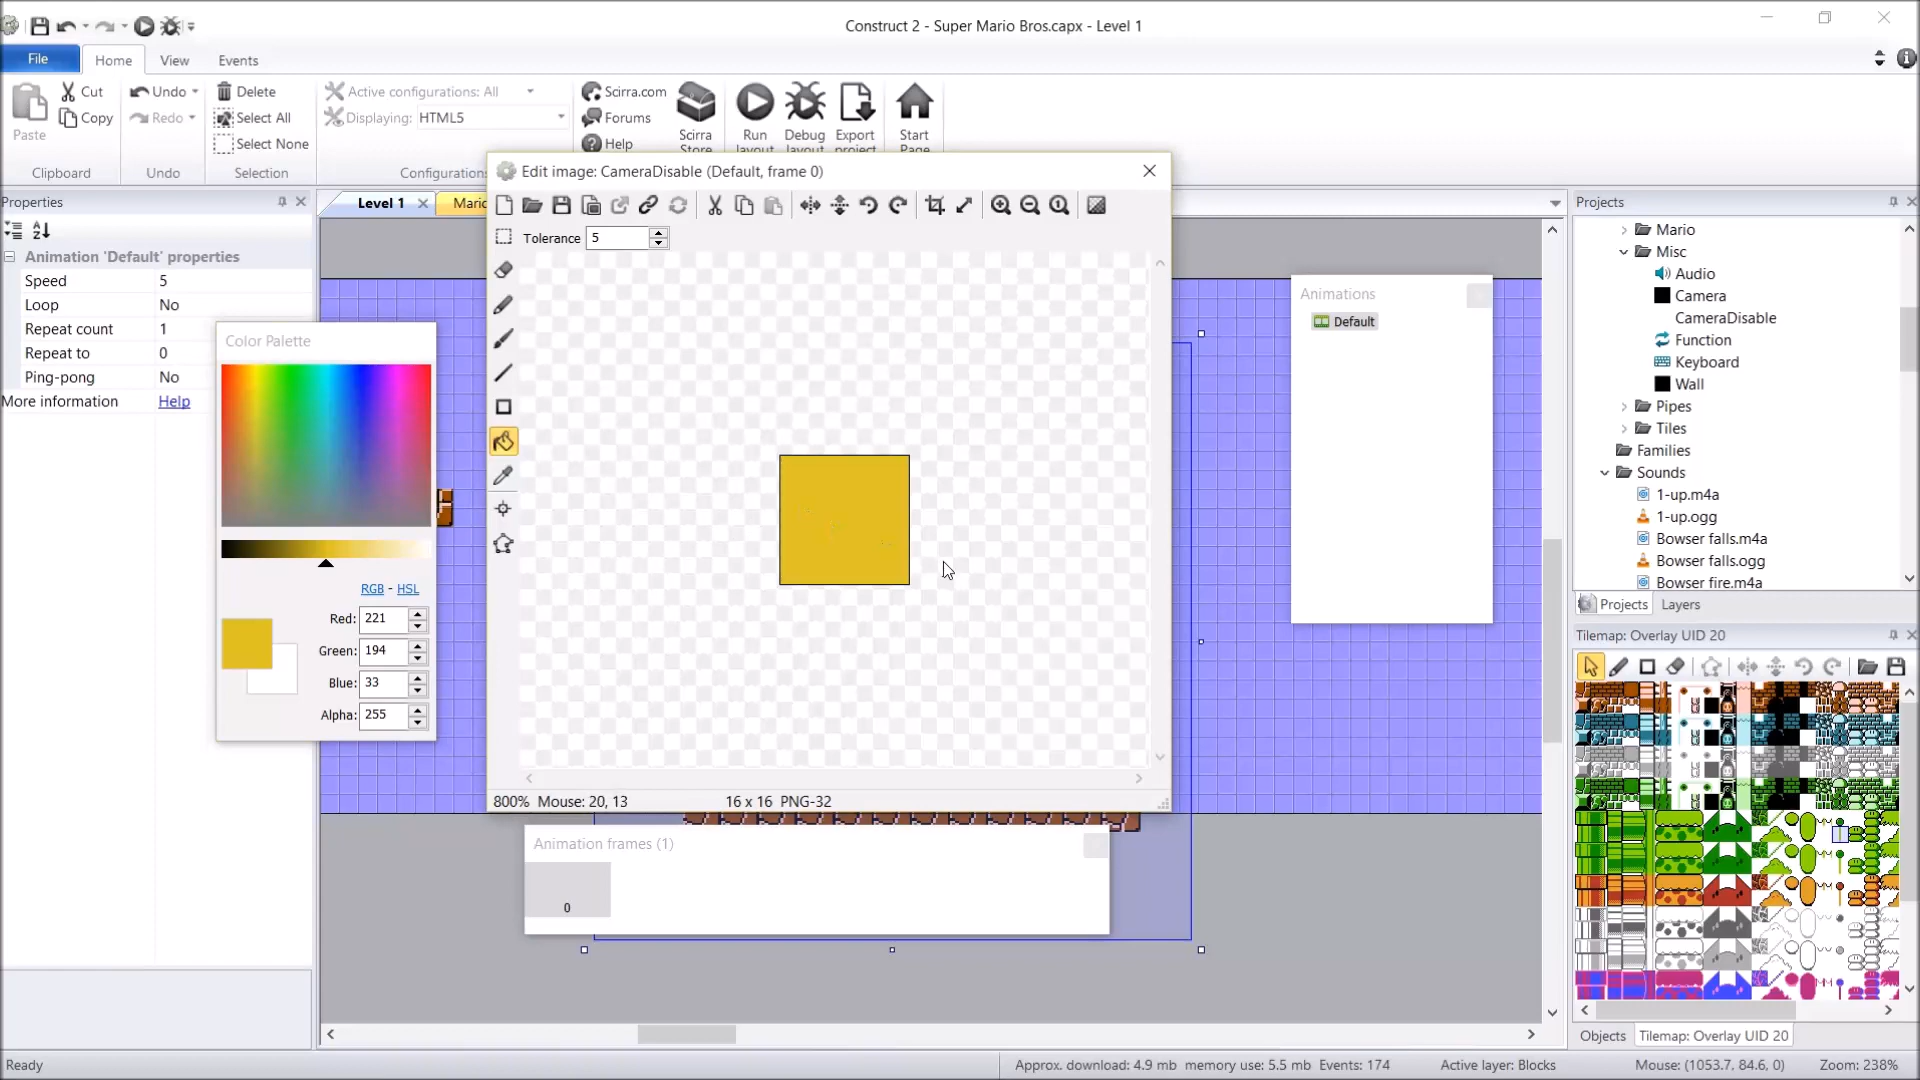 Construct 2 - Super Mario Bros.capx - Level 1
File
Home
View
Events
Paste
Cut
Copy
Clipboard
Undo
Redo
Undo
Delete
Select All
Select None
Selection
Active configurations: All
Displaying: HTML5
Configurations
Scirra.com
Forums
Help
Scirra
Store
Run
layout
Debug
layout
Export
project
Start
Page
Properties
Animation 'Default' properties
Speed 5
Loop No
Repeat count 1
Repeat to 0
Ping-pong No
More information Help
Color Palette
RGB - HSL
Red: 221
Green: 194
Blue: 33
Alpha: 255
Level 1
Edit image: CameraDisable (Default, frame 0)
Tolerance 5
800% Mouse: 20, 13 16 x 16 PNG-32
Animation frames (1)
0
Animations
Default
Projects
Mario
Misc
Audio
Camera
CameraDisable
Function
Keyboard
Wall
Pipes
Tiles
Families
Sounds
1-up.m4a
1-up.ogg
Bowser falls.m4a
Bowser falls.ogg
Bowser fire.m4a
Projects Layers
Tilemap: Overlay UID 20
Objects Tilemap: Overlay UID 20
Ready
Approx. download: 4.9 mb memory use: 5.5 mb Events: 174
Active layer: Blocks
Mouse: (1053.7, 84.6, 0)
Zoom: 238%